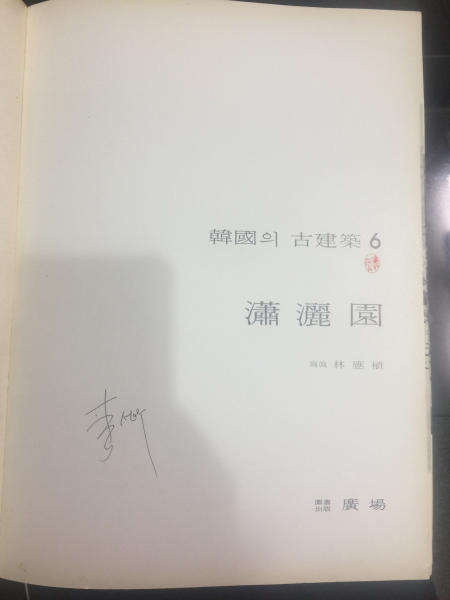 韓國의 古建築 6
瀟灑園
寫眞 林應植
圖書出版 廣場